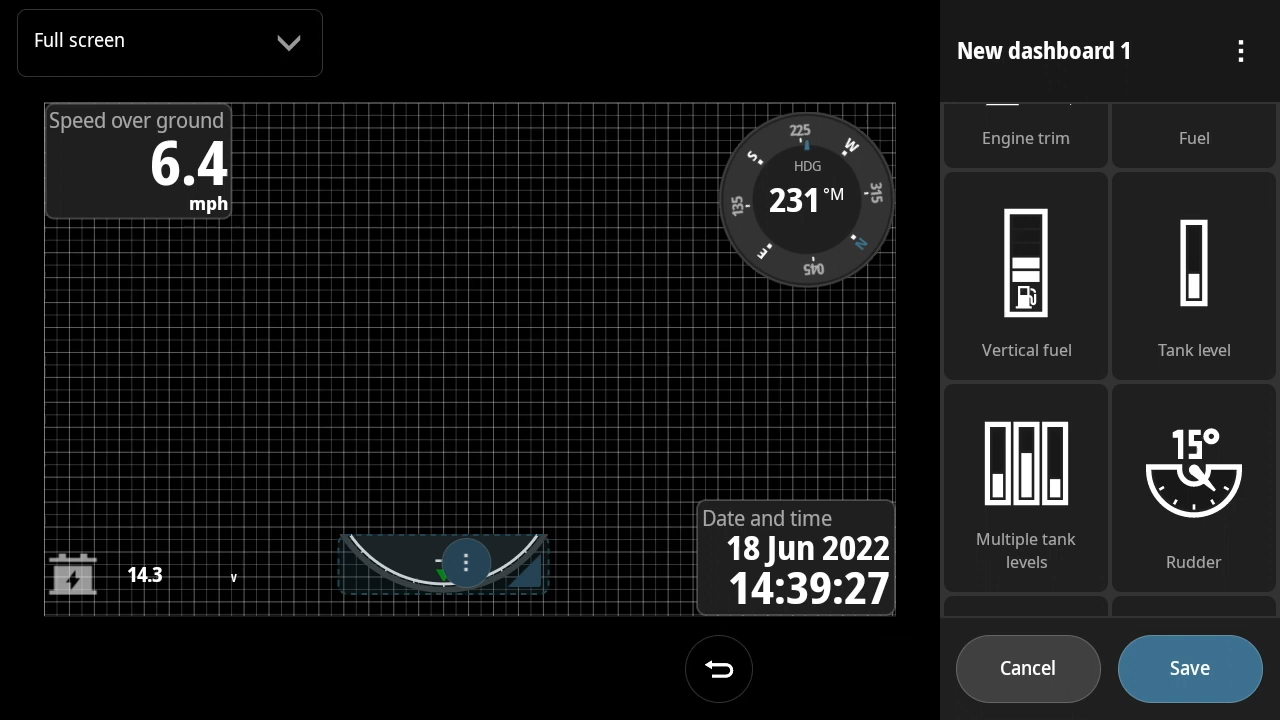 Full screen
New dashboard 1
Speed over ground
6.4
mph
225
S
W
HDG
231 °M
135
315
E
N
045
Engine trim
Fuel
Vertical fuel
Tank level
15°
Multiple tank
levels
Rudder
Date and time
18 Jun 2022
14:39:27
14.3 V
Cancel
Save